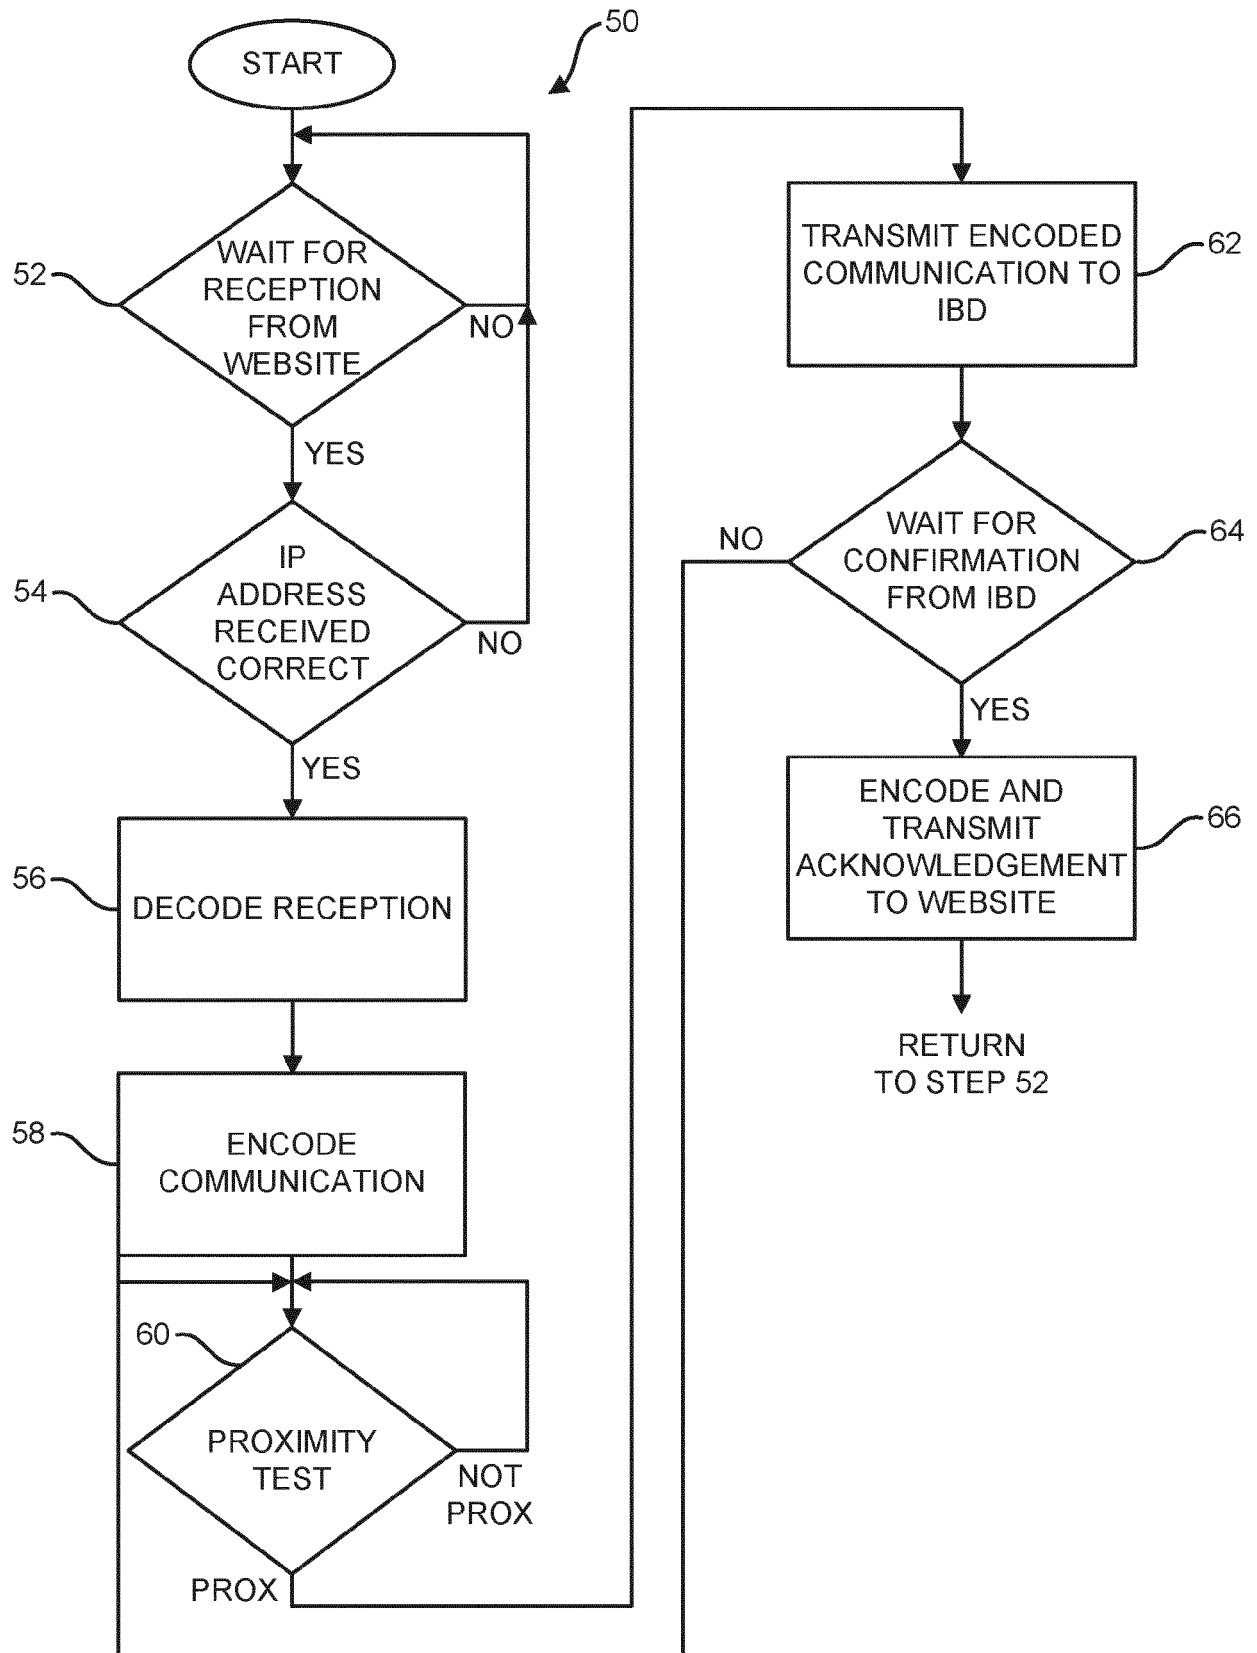 50
START
52
WAIT FOR
RECEPTION
FROM
WEBSITE
NO
YES
54
IP
ADDRESS
RECEIVED
CORRECT
NO
YES
56
DECODE RECEPTION
58
ENCODE
COMMUNICATION
60
PROXIMITY
TEST
NOT
PROX
PROX
TRANSMIT ENCODED
COMMUNICATION TO
IBD
62
WAIT FOR
CONFIRMATION
FROM IBD
64
NO
YES
ENCODE AND
TRANSMIT
ACKNOWLEDGEMENT
TO WEBSITE
66
RETURN
TO STEP 52